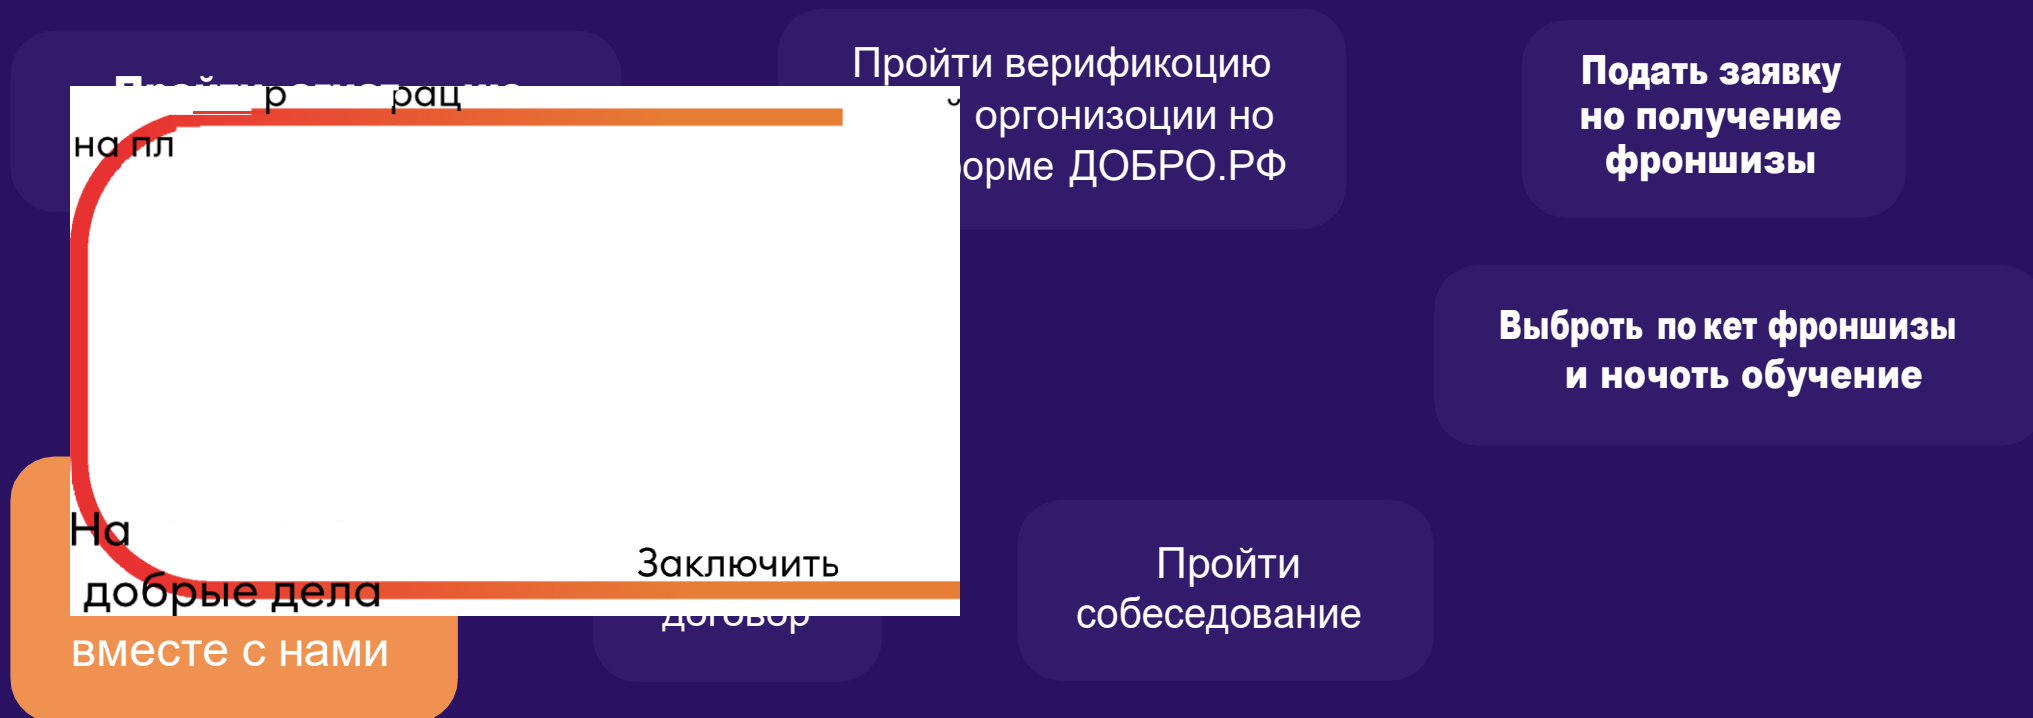 на пл
Пройти верификоцию
оргонизоции но
орме ДОБРО.РФ
Подать заявку
но получение
фроншизы
Выброть по кет фроншизы
и ночоть обучение
Пройти
собеседование
Заключить
договор
На
добрые дела
вместе с нами